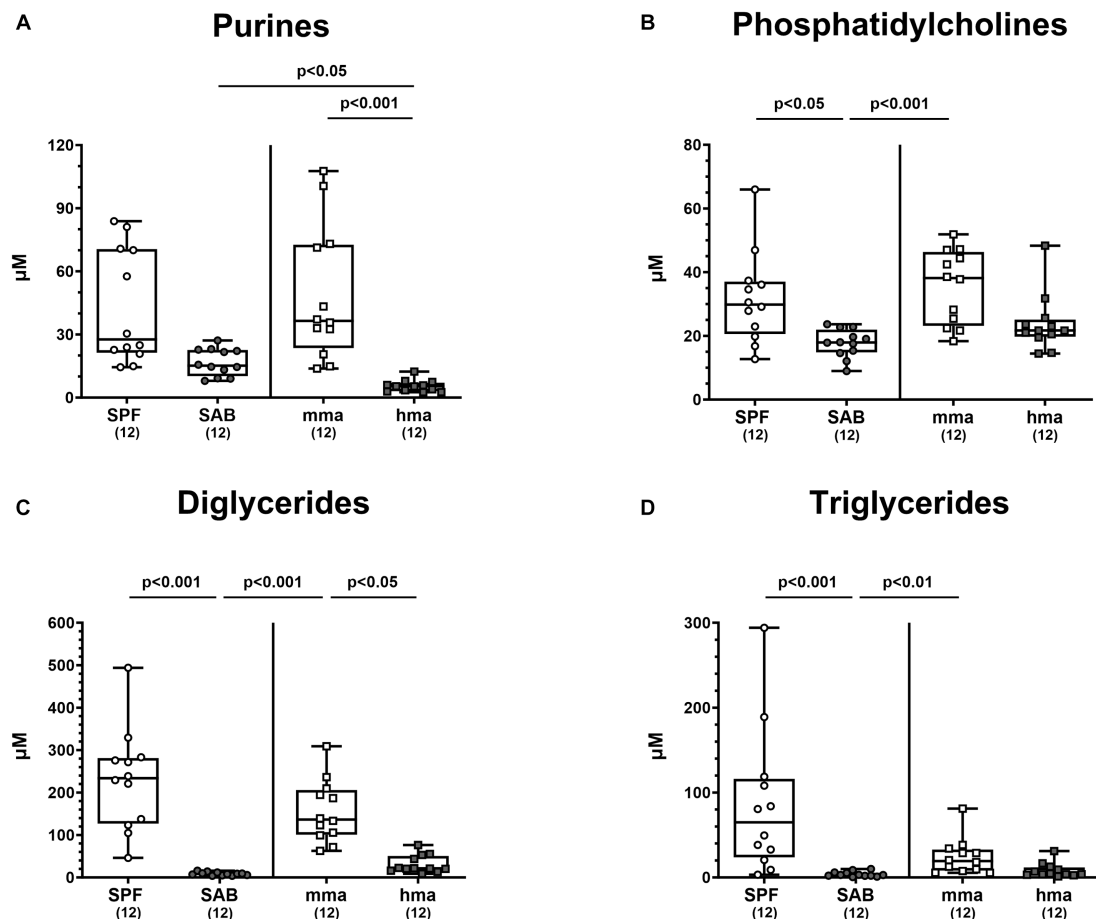 A
Purines
p<0.05
p<0.001
120
90
60
30
0
µM
SPF
SAB
mma
hma
(12)
(12)
(12)
(12)
B
Phosphatidylcholines
p<0.05
p<0.001
80
60
40
20
0
µM
SPF
SAB
mma
hma
(12)
(12)
(12)
(12)
C
Diglycerides
p<0.001
p<0.001
p<0.05
600
500
400
300
200
100
0
µM
SPF
SAB
mma
hma
(12)
(12)
(12)
(12)
D
Triglycerides
p<0.001
p<0.01
300
200
100
0
µM
SPF
SAB
mma
hma
(12)
(12)
(12)
(12)